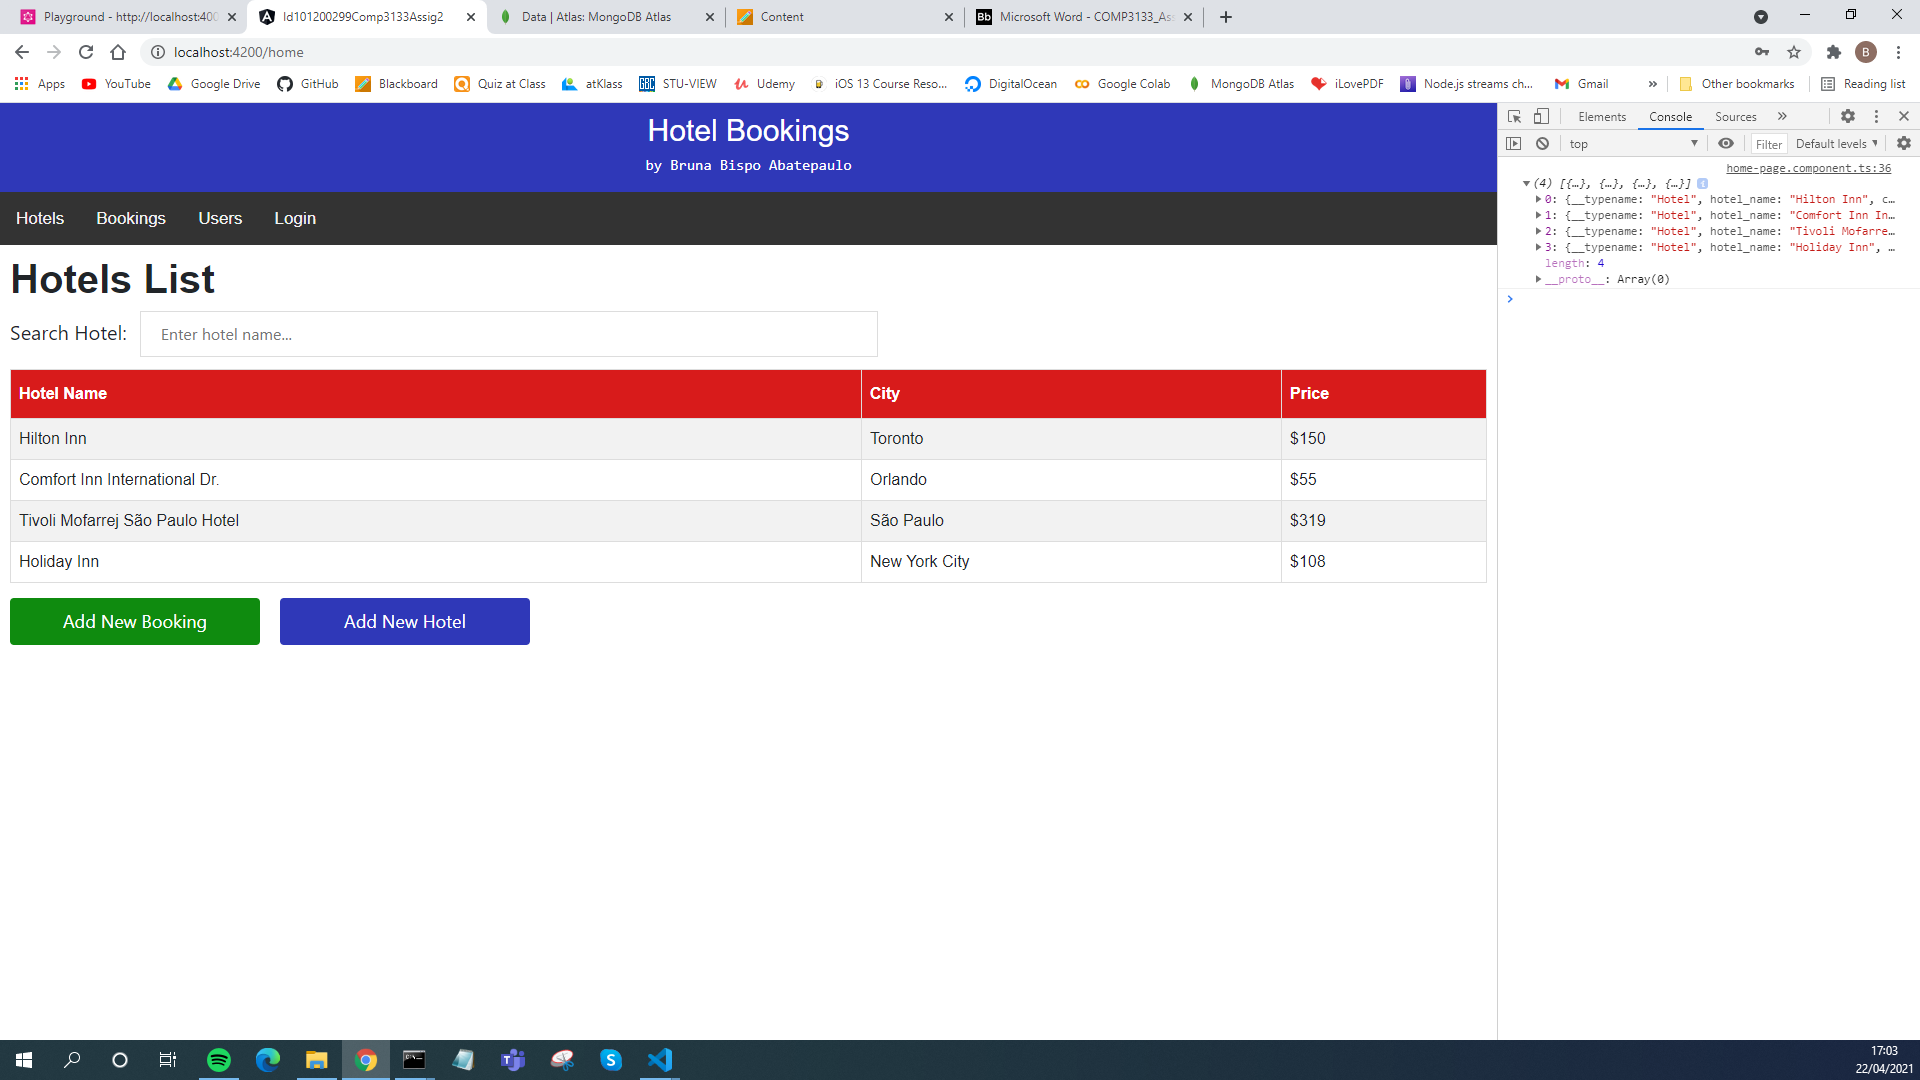 Playground - http://localhost:400
Id101200299Comp3133Assig2
Data | Atlas: MongoDB Atlas
Content
Bb Microsoft Word - COMP3133_As
localhost:4200/home
B
Apps YouTube Google Drive GitHub Blackboard Quiz at Class atKlass GBC STU-VIEW Udemy iOS 13 Course Reso... DigitalOcean Google Colab MongoDB Atlas iLovePDF Node.js streams ch... Gmail » Other bookmarks Reading list
Hotel Bookings
by Bruna Bispo Abatepaulo
Hotels Bookings Users Login
Hotels List
Search Hotel: Enter hotel name...
Hotel Name City Price
Hilton Inn Toronto $150
Comfort Inn International Dr. Orlando $55
Tivoli Mofarrej São Paulo Hotel São Paulo $319
Holiday Inn New York City $108
Add New Booking Add New Hotel
Elements Console Sources »
top Filter Default levels
home-page.component.ts:36
(4) [{…}, {…}, {…}, {…}]
0: {__typename: "Hotel", hotel_name: "Hilton Inn", c…
1: {__typename: "Hotel", hotel_name: "Comfort Inn In…
2: {__typename: "Hotel", hotel_name: "Tivoli Mofarre…
3: {__typename: "Hotel", hotel_name: "Holiday Inn", …
length: 4
__proto__: Array(0)
17:03
22/04/2021